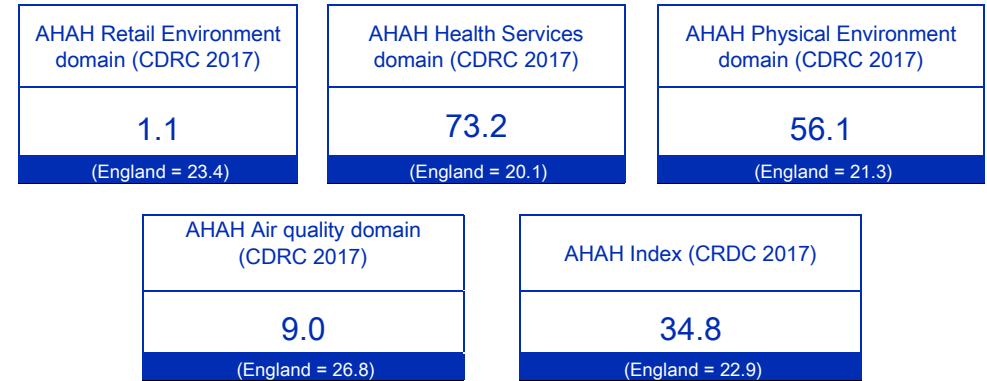 AHAH Retail Environment
domain (CDRC 2017)
1.1
(England = 23.4)
AHAH Health Services
domain (CDRC 2017)
73.2
(England = 20.1)
AHAH Physical Environment
domain (CDRC 2017)
56.1
(England = 21.3)
AHAH Air quality domain
(CDRC 2017)
9.0
(England = 26.8)
AHAH Index (CRDC 2017)
34.8
(England = 22.9)